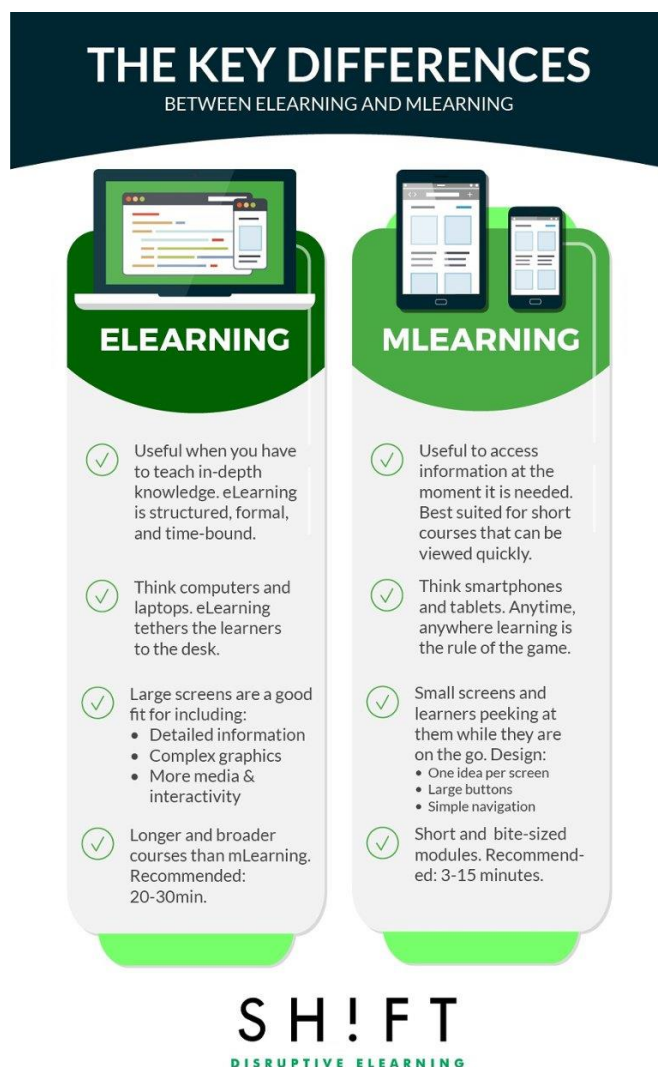 THE KEY DIFFERENCES
BETWEEN ELEARNING AND MLEARNING
ELEARNING
Useful when you have
to teach in-depth
knowledge. eLearning
is structured, formal,
and time-bound.
Think computers and
laptops. eLearning
tethers the learners
to the desk.
Large screens are a good
fit for including:
• Detailed information
• Complex graphics
• More media &
interactivity
Longer and broader
courses than mLearning.
Recommended:
20-30min.
MLEARNING
Useful to access
information at the
moment it is needed.
Best suited for short
courses that can be
viewed quickly.
Think smartphones
and tablets. Anytime,
anywhere learning is
the rule of the game.
Small screens and
learners peeking at
them while they are
on the go. Design:
• One idea per screen
• Large buttons
• Simple navigation
Short and bite-sized
modules. Recommend-
ed: 3-15 minutes.
SH!FT
DISRUPTIVE ELEARNING